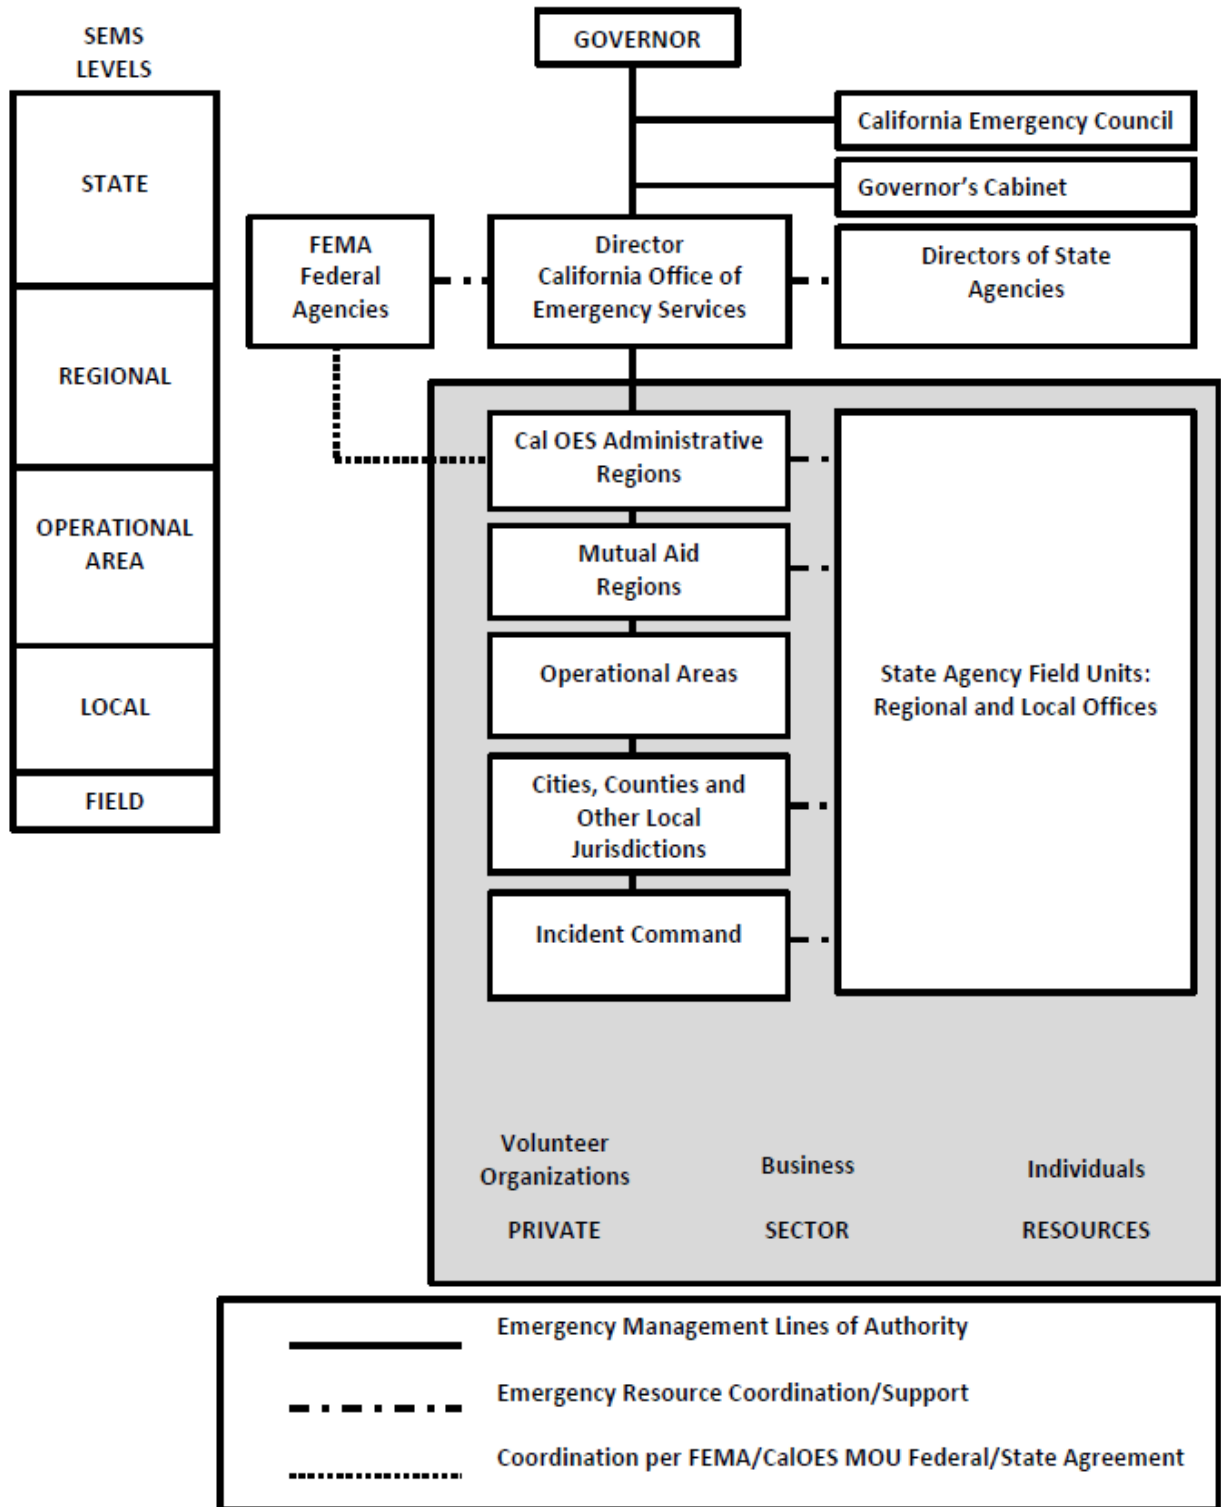 SEMS
LEVELS
STATE
REGIONAL
OPERATIONAL
AREA
LOCAL
FIELD
GOVERNOR
California Emergency Council
Governor's Cabinet
FEMA
Federal
Agencies
Director
California Office of
Emergency Services
Directors of State
Agencies
Cal OES Administrative
Regions
Mutual Aid
Regions
Operational Areas
Cities, Counties and
Other Local
Jurisdictions
Incident Command
State Agency Field Units:
Regional and Local Offices
Volunteer
Organizations
Business
Individuals
PRIVATE
SECTOR
RESOURCES
Emergency Management Lines of Authority
Emergency Resource Coordination/Support
Coordination per FEMA/CalOES MOU Federal/State Agreement